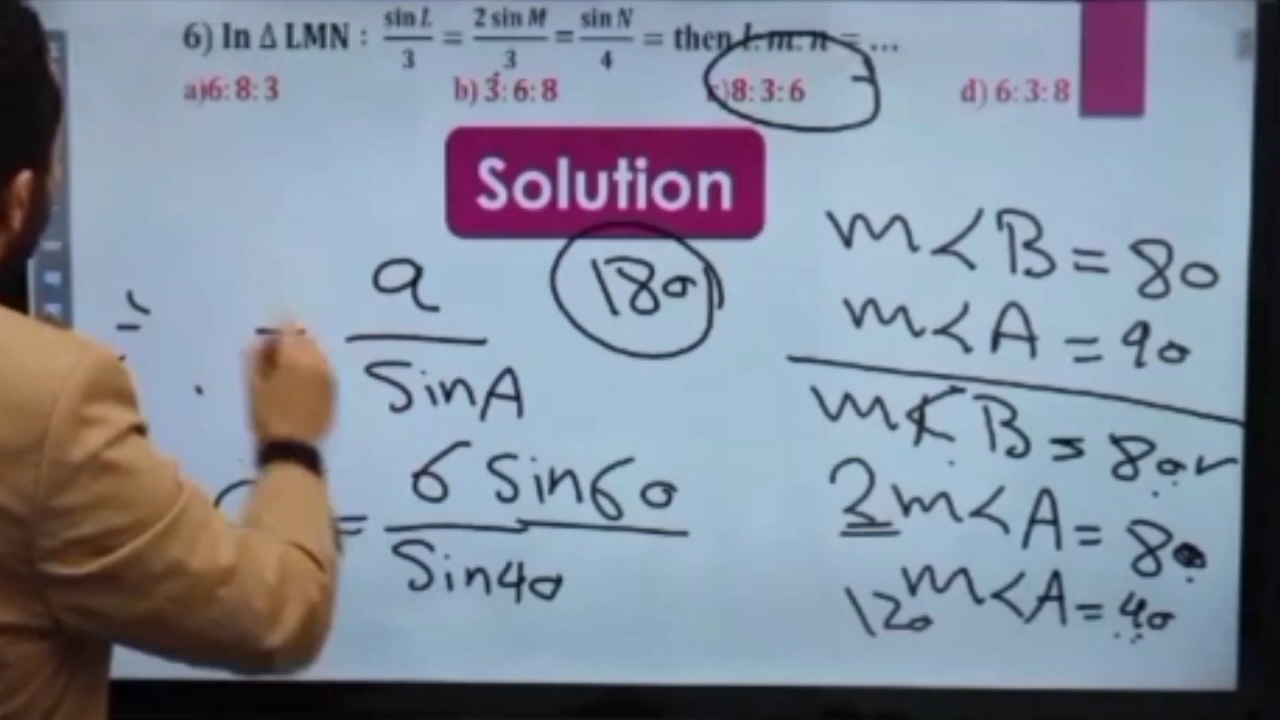 6) In Δ LMN : sin L / 3 = 2 sin M / 3 = sin N / 4 = then l: m: n = ...
a)6: 8: 3 b) 3: 6: 8 c)8: 3: 6 d) 6: 3: 8
Solution
a / SinA
180
= 6 Sin60 / Sin40
m<B = 80
m<A = 90
m<B = 80
2m<A = 80
120
m<A = 40